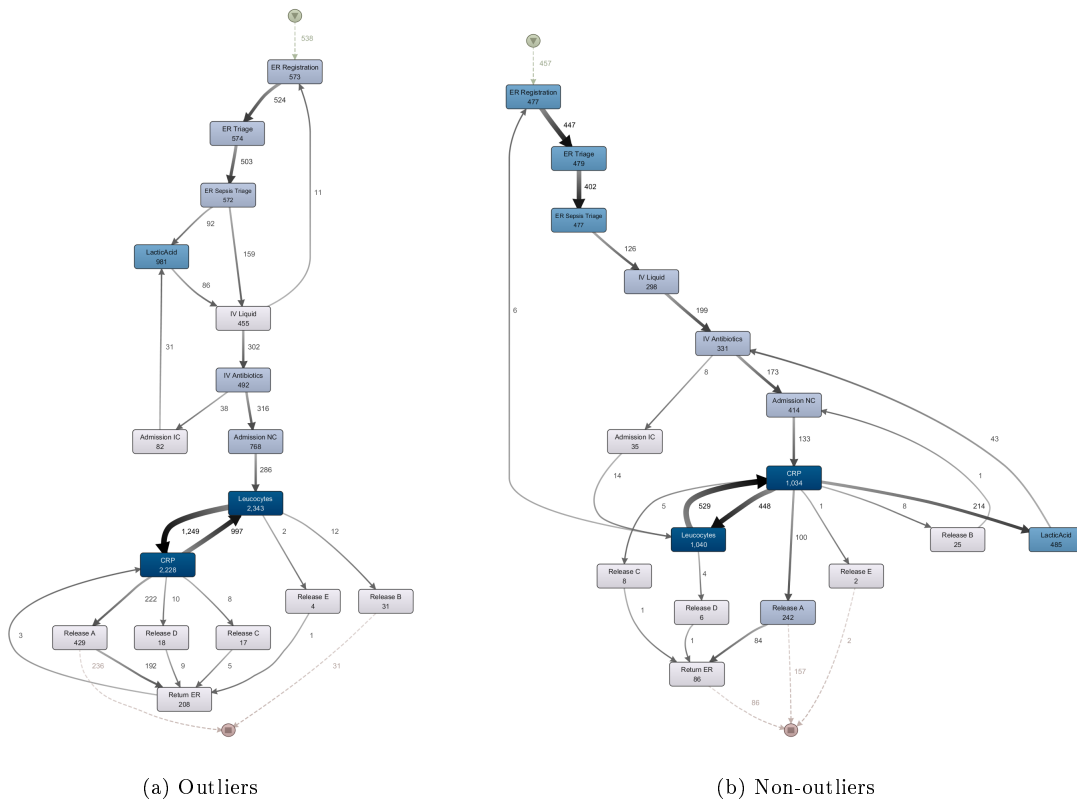 538
ER Registration
573
524
ER Triage
574
503
ER Sepsis Triage
572
11
92
LacticAcid
981
159
86
IV Liquid
455
31
302
IV Antibiotics
492
38
316
Admission IC
82
Admission NC
768
286
Leucocytes
2,343
1,249
997
2
12
CRP
2,228
Release E
4
Release B
31
222
10
8
3
Release A
429
Release D
18
Release C
17
1
236
192
9
5
31
Return ER
208
(a) Outliers
457
ER Registration
477
447
ER Triage
479
402
ER Sepsis Triage
477
126
IV Liquid
298
6
199
IV Antibiotics
331
8
173
Admission NC
414
43
Admission IC
35
133
14
1
CRP
1,034
5
529
448
1
8
214
Leucocytes
1,040
100
Release B
25
LacticAcid
485
Release C
8
4
Release E
2
1
Release D
6
Release A
242
1
84
2
Return ER
86
157
86
(b) Non-outliers